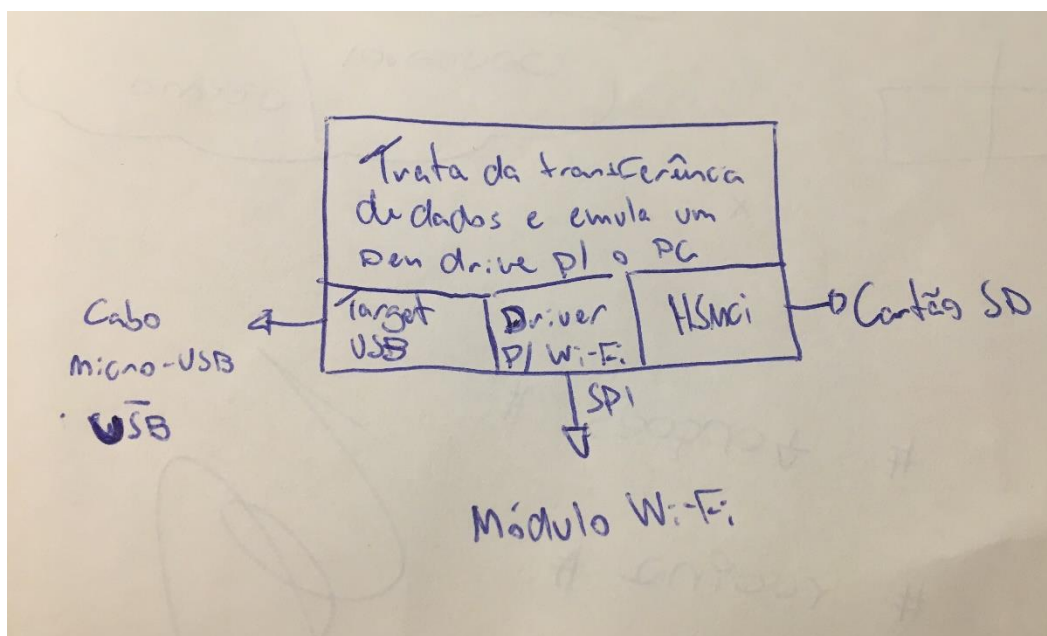 Trata da transferência
de dados e emula um
pen drive p/ o PC
Target
USB
Driver
p/ Wi-Fi
HSMCi
Cabo
micro-USB
USB
Cartão SD
SPI
Módulo Wi-Fi